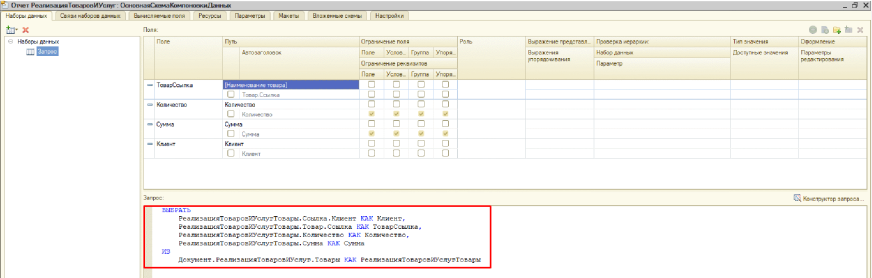 Отчет РеализацияТоваровИУслуг: ОсновнаяСхемаКомпоновкиДанных
Наборы данных Связи наборов данных Вычисляемые поля Ресурсы Параметры Макеты Вложенные схемы Настройки
Поля:
Наборы данных
Запрос
Поле Путь Ограничение поля Роль Выражение представл... Проверка иерархии: Тип значения Оформление
Автозаголовок Поле Услов... Группа Упоря... Выражения упорядочивания Набор данных Доступные значения Параметры редактирования
Ограничение реквизитов Параметр
Поле Услов... Группа Упоря...
ТоварСсылка [Наименование товара]
Товар Ссылка
Количество Количество
Количество
Сумма Сумма
Сумма
Клиент Клиент
Клиент
Запрос:
Конструктор запроса...
ВЫБРАТЬ
РеализацияТоваровИУслугТовары.Ссылка.Клиент КАК Клиент,
РеализацияТоваровИУслугТовары.Товар.Ссылка КАК ТоварСсылка,
РеализацияТоваровИУслугТовары.Количество КАК Количество,
РеализацияТоваровИУслугТовары.Сумма КАК Сумма
ИЗ
Документ.РеализацияТоваровИУслуг.Товары КАК РеализацияТоваровИУслугТовары